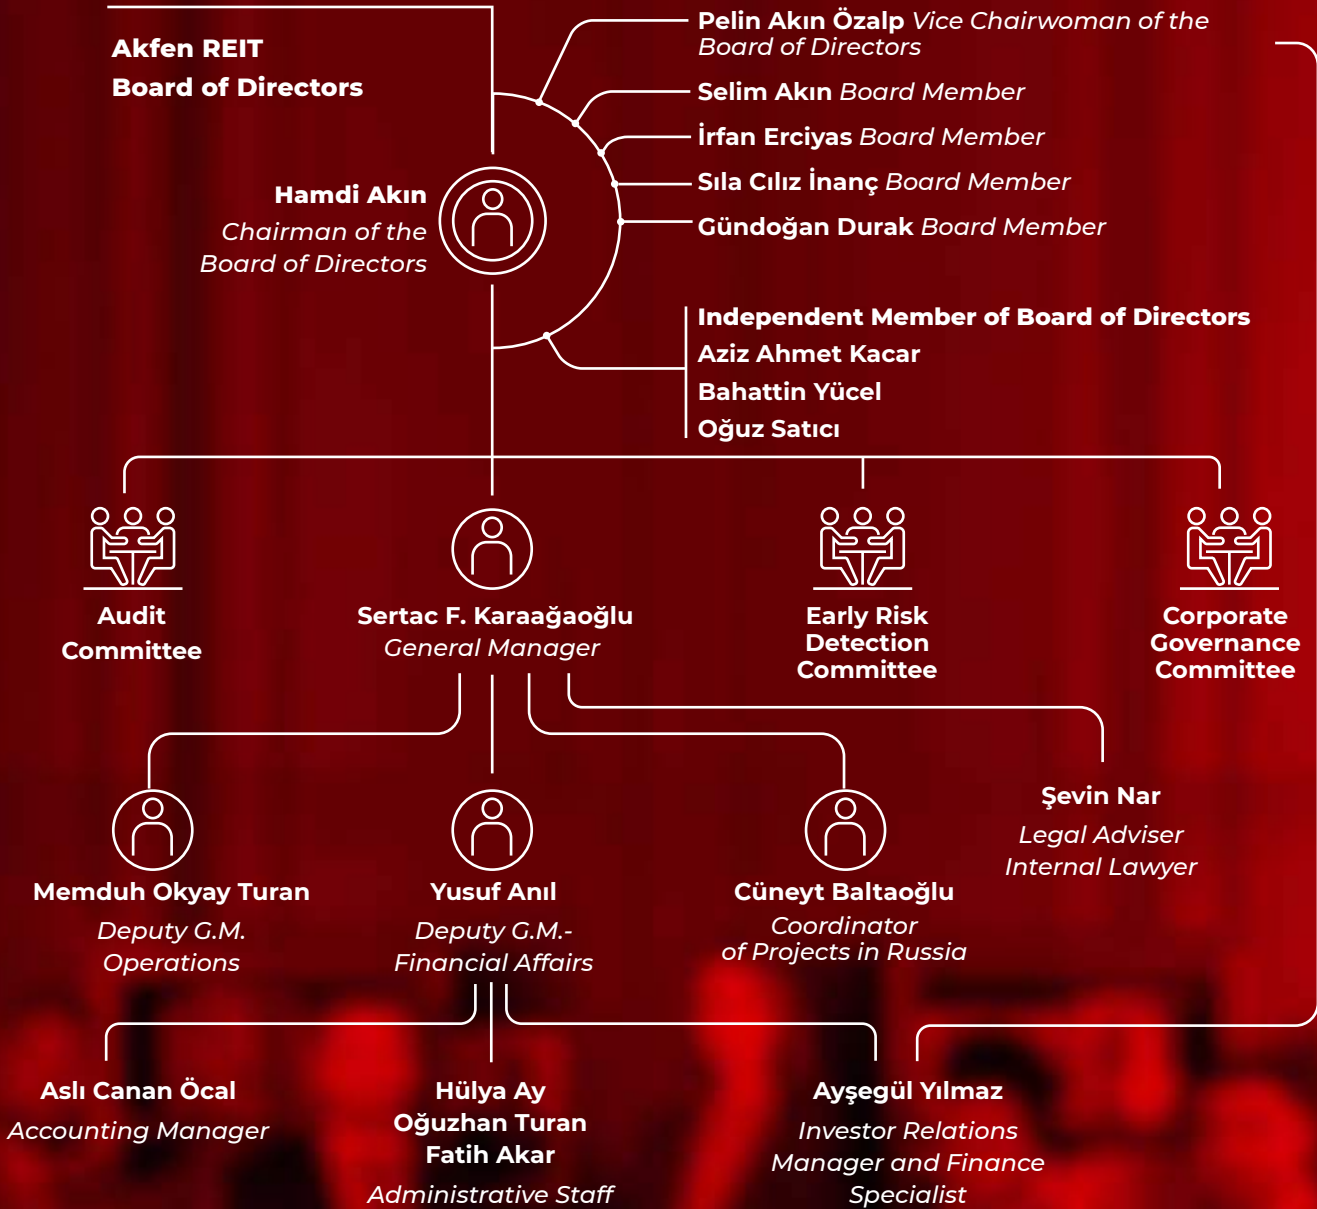 Akfen REIT
Board of Directors
Hamdi Akın
Chairman of the
Board of Directors
Pelin Akın Özalp Vice Chairwoman of the
Board of Directors
Selim Akın Board Member
İrfan Erciyas Board Member
Sıla Cılız İnanç Board Member
Gündoğan Durak Board Member
Independent Member of Board of Directors
Aziz Ahmet Kacar
Bahattin Yücel
Oğuz Satıcı
Audit
Committee
Sertac F. Karaağaoğlu
General Manager
Early Risk
Detection
Committee
Corporate
Governance
Committee
Memduh Okyay Turan
Deputy G.M.
Operations
Yusuf Anıl
Deputy G.M.-
Financial Affairs
Cüneyt Baltaoğlu
Coordinator
of Projects in Russia
Şevin Nar
Legal Adviser
Internal Lawyer
Aslı Canan Öcal
Accounting Manager
Hülya Ay
Oğuzhan Turan
Fatih Akar
Administrative Staff
Ayşegül Yılmaz
Investor Relations
Manager and Finance
Specialist